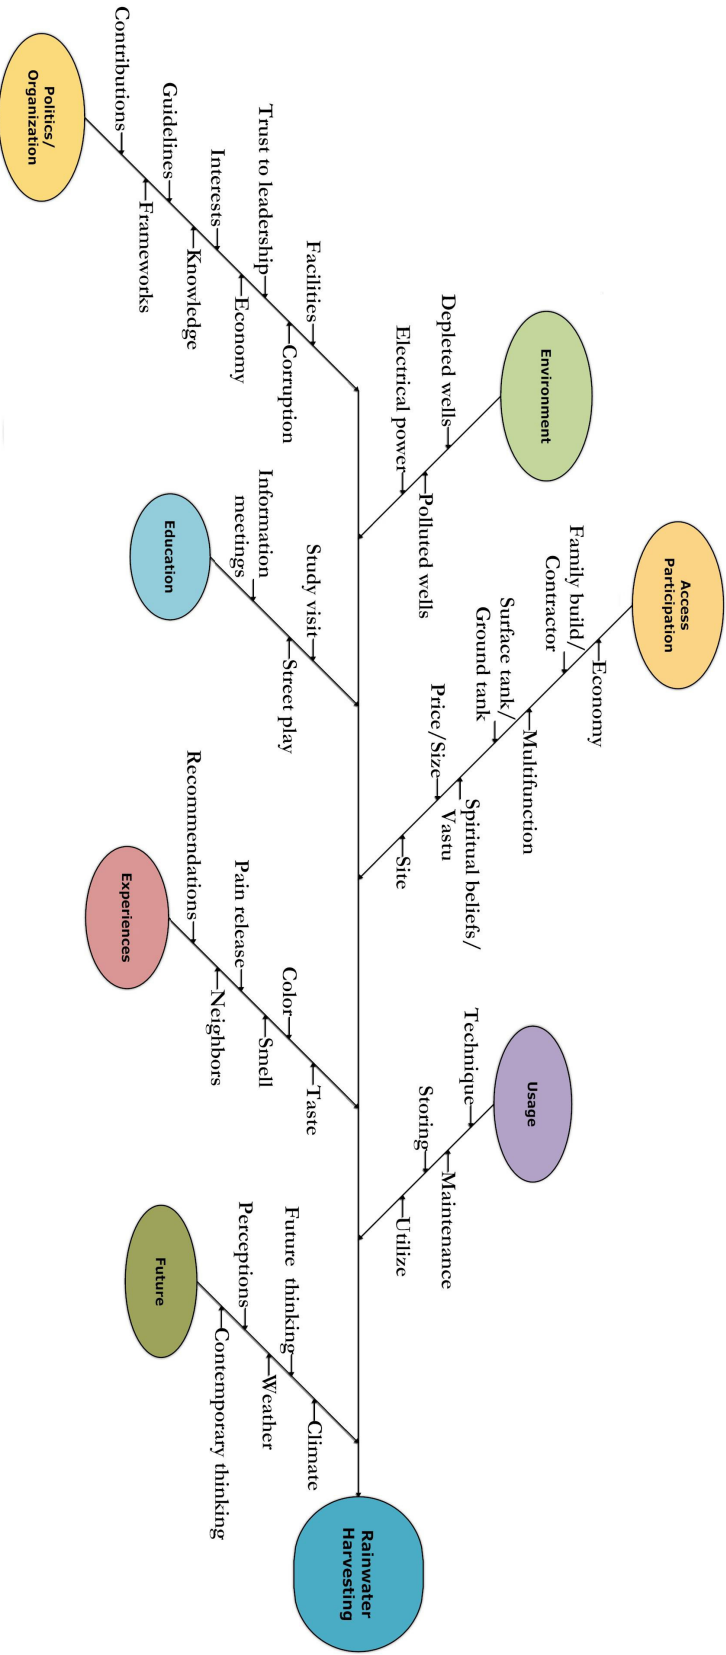 Access
Participation
Environment
Usage
Economy
Family build/
Contractor
Multifunction
Surface tank/
Ground tank
Spiritual beliefs/
Vastu
Price/Size
Site
Depleted wells
Polluted wells
Electrical power
Technique
Maintenance
Storing
Utilize
Rainwater
Harvesting
Facilities
Corruption
Trust to leadership
Economy
Interests
Knowledge
Guidelines
Frameworks
Contributions
Politics/
Organization
Study visit
Street play
Information
meetings
Education
Taste
Color
Smell
Pain release
Neighbors
Recommendations
Experiences
Climate
Future thinking
Weather
Perceptions
Contemporary thinking
Future